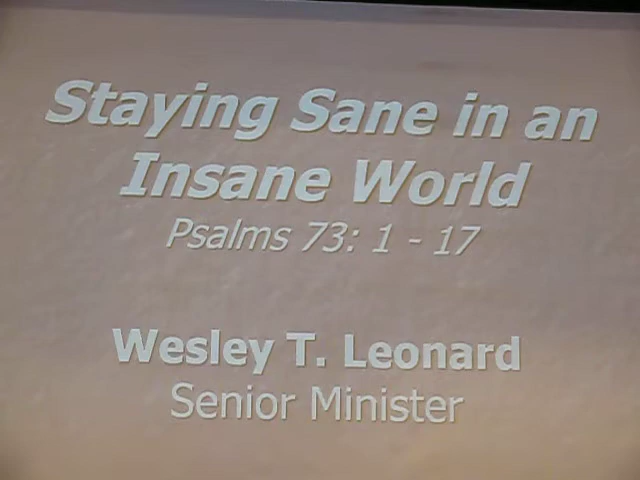 Staying Sane in an
Insane World
Psalms 73: 1 - 17
Wesley T. Leonard
Senior Minister